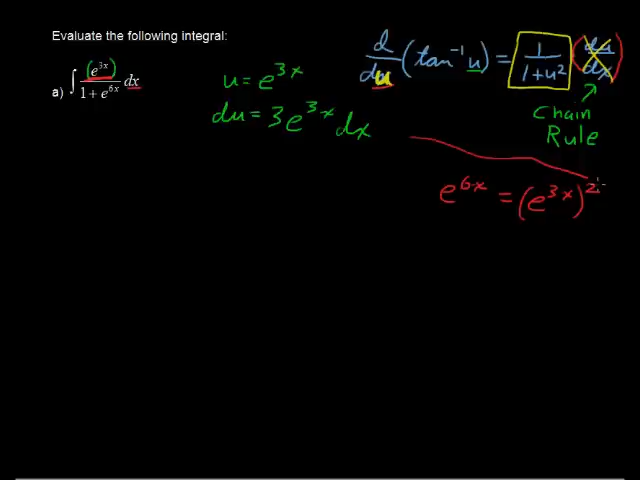 Evaluate the following integral:
a) ∫ (e^{3x}) / (1 + e^{6x}) dx
u = e^{3x}
du = 3e^{3x} dx
d/du (tan^{-1} u) = 1/(1+u^2) (du/dx)
Chain
Rule
e^{6x} = (e^{3x})^2